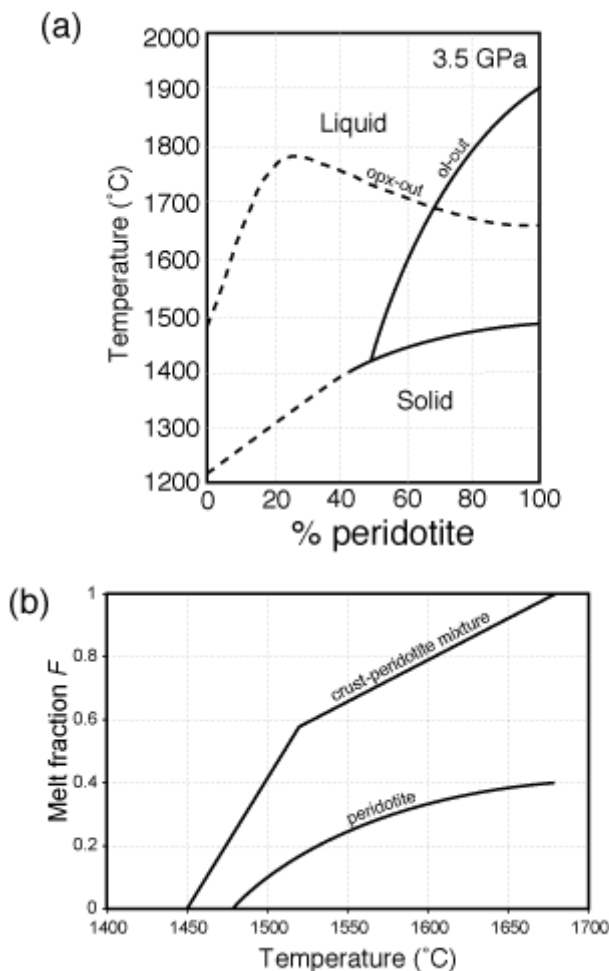 (a)
2000
1900
1800
1700
1600
1500
1400
1300
1200
Temperature (˚C)
3.5 GPa
Liquid
opx-out
ol-out
Solid
0 20 40 60 80 100
% peridotite
(b)
1
0.8
0.6
0.4
0.2
0
Melt fraction F
crust-peridotite mixture
peridotite
1400 1450 1500 1550 1600 1650 1700
Temperature (˚C)